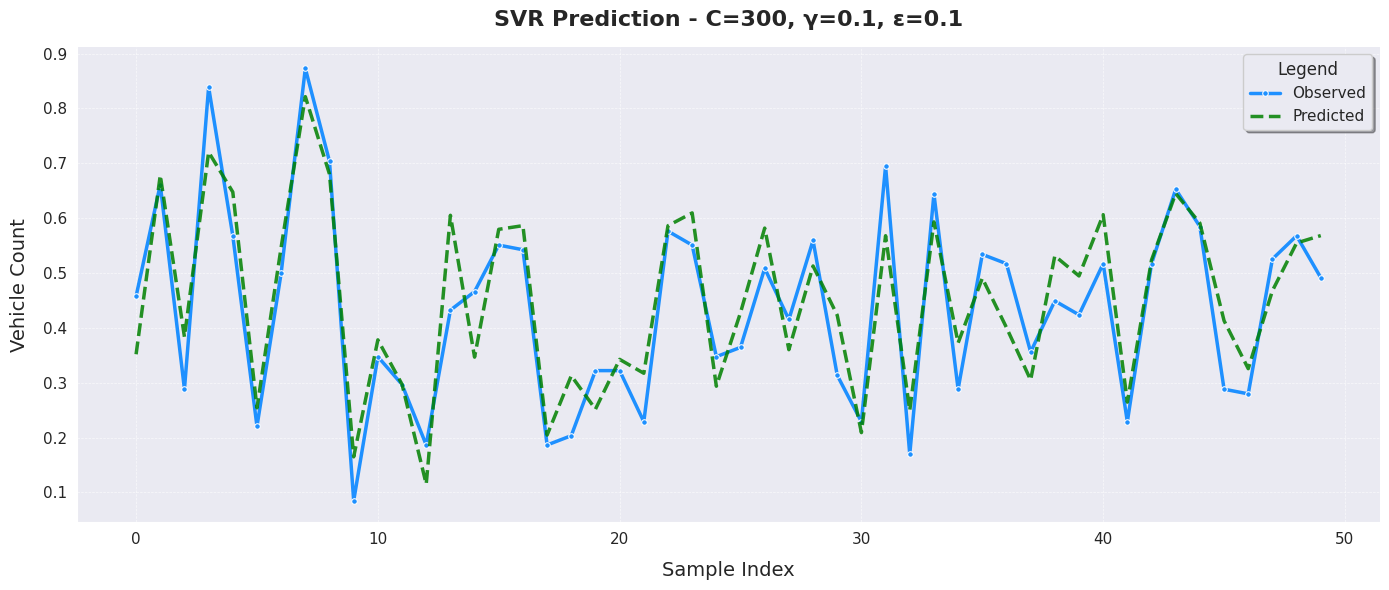 SVR Prediction - C=300, γ=0.1, ε=0.1
Legend
Observed
Predicted
Vehicle Count
0.9
0.8
0.7
0.6
0.5
0.4
0.3
0.2
0.1
0 10 20 30 40 50
Sample Index